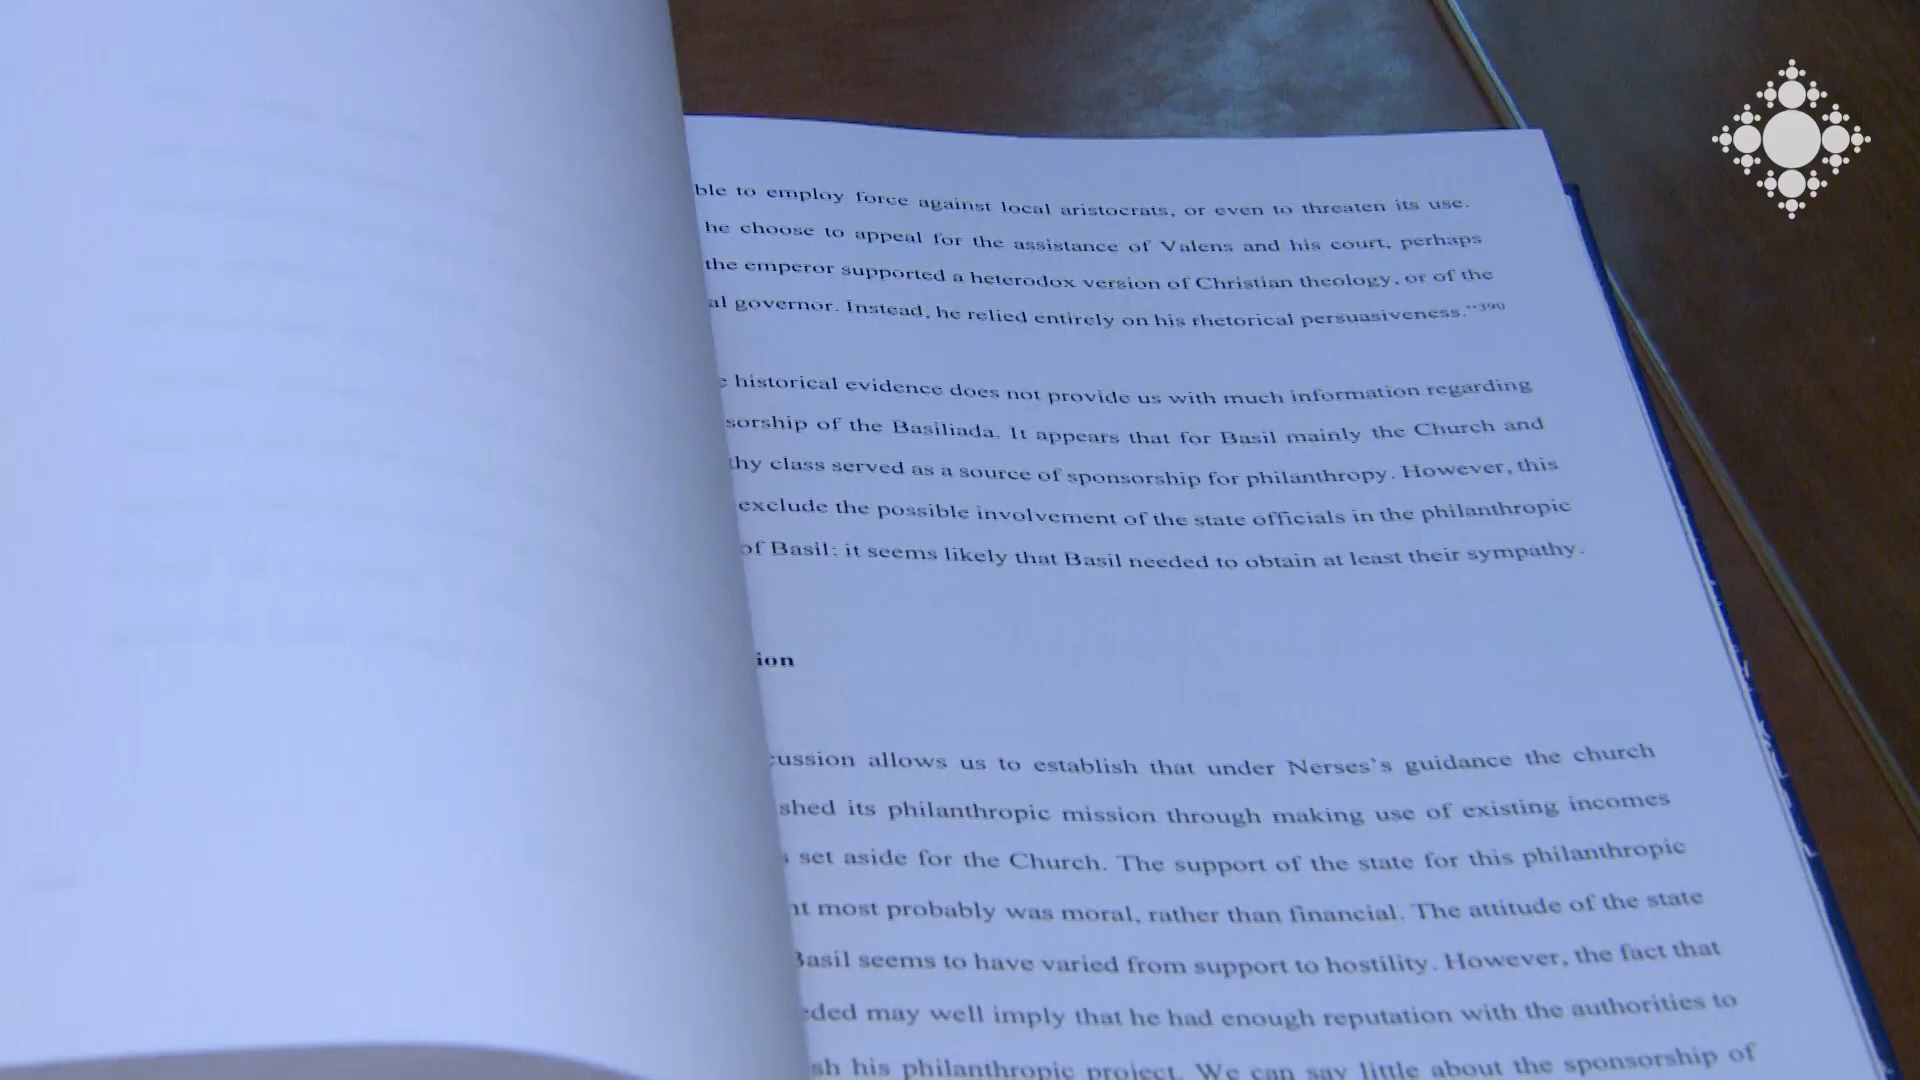 ble to employ force against local aristocrats, or even to threaten its use.
he choose to appeal for the assistance of Valens and his court, perhaps
the emperor supported a heterodox version of Christian theology, or of the
al governor. Instead, he relied entirely on his rhetorical persuasiveness."390
e historical evidence does not provide us with much information regarding
sorship of the Basiliada. It appears that for Basil mainly the Church and
thy class served as a source of sponsorship for philanthropy. However, this
exclude the possible involvement of the state officials in the philanthropic
of Basil: it seems likely that Basil needed to obtain at least their sympathy.
ion
cussion allows us to establish that under Nerses's guidance the church
shed its philanthropic mission through making use of existing incomes
s set aside for the Church. The support of the state for this philanthropic
nt most probably was moral, rather than financial. The attitude of the state
Basil seems to have varied from support to hostility. However, the fact that
eded may well imply that he had enough reputation with the authorities to
sh his philanthropic project. We can say little about the sponsorship of